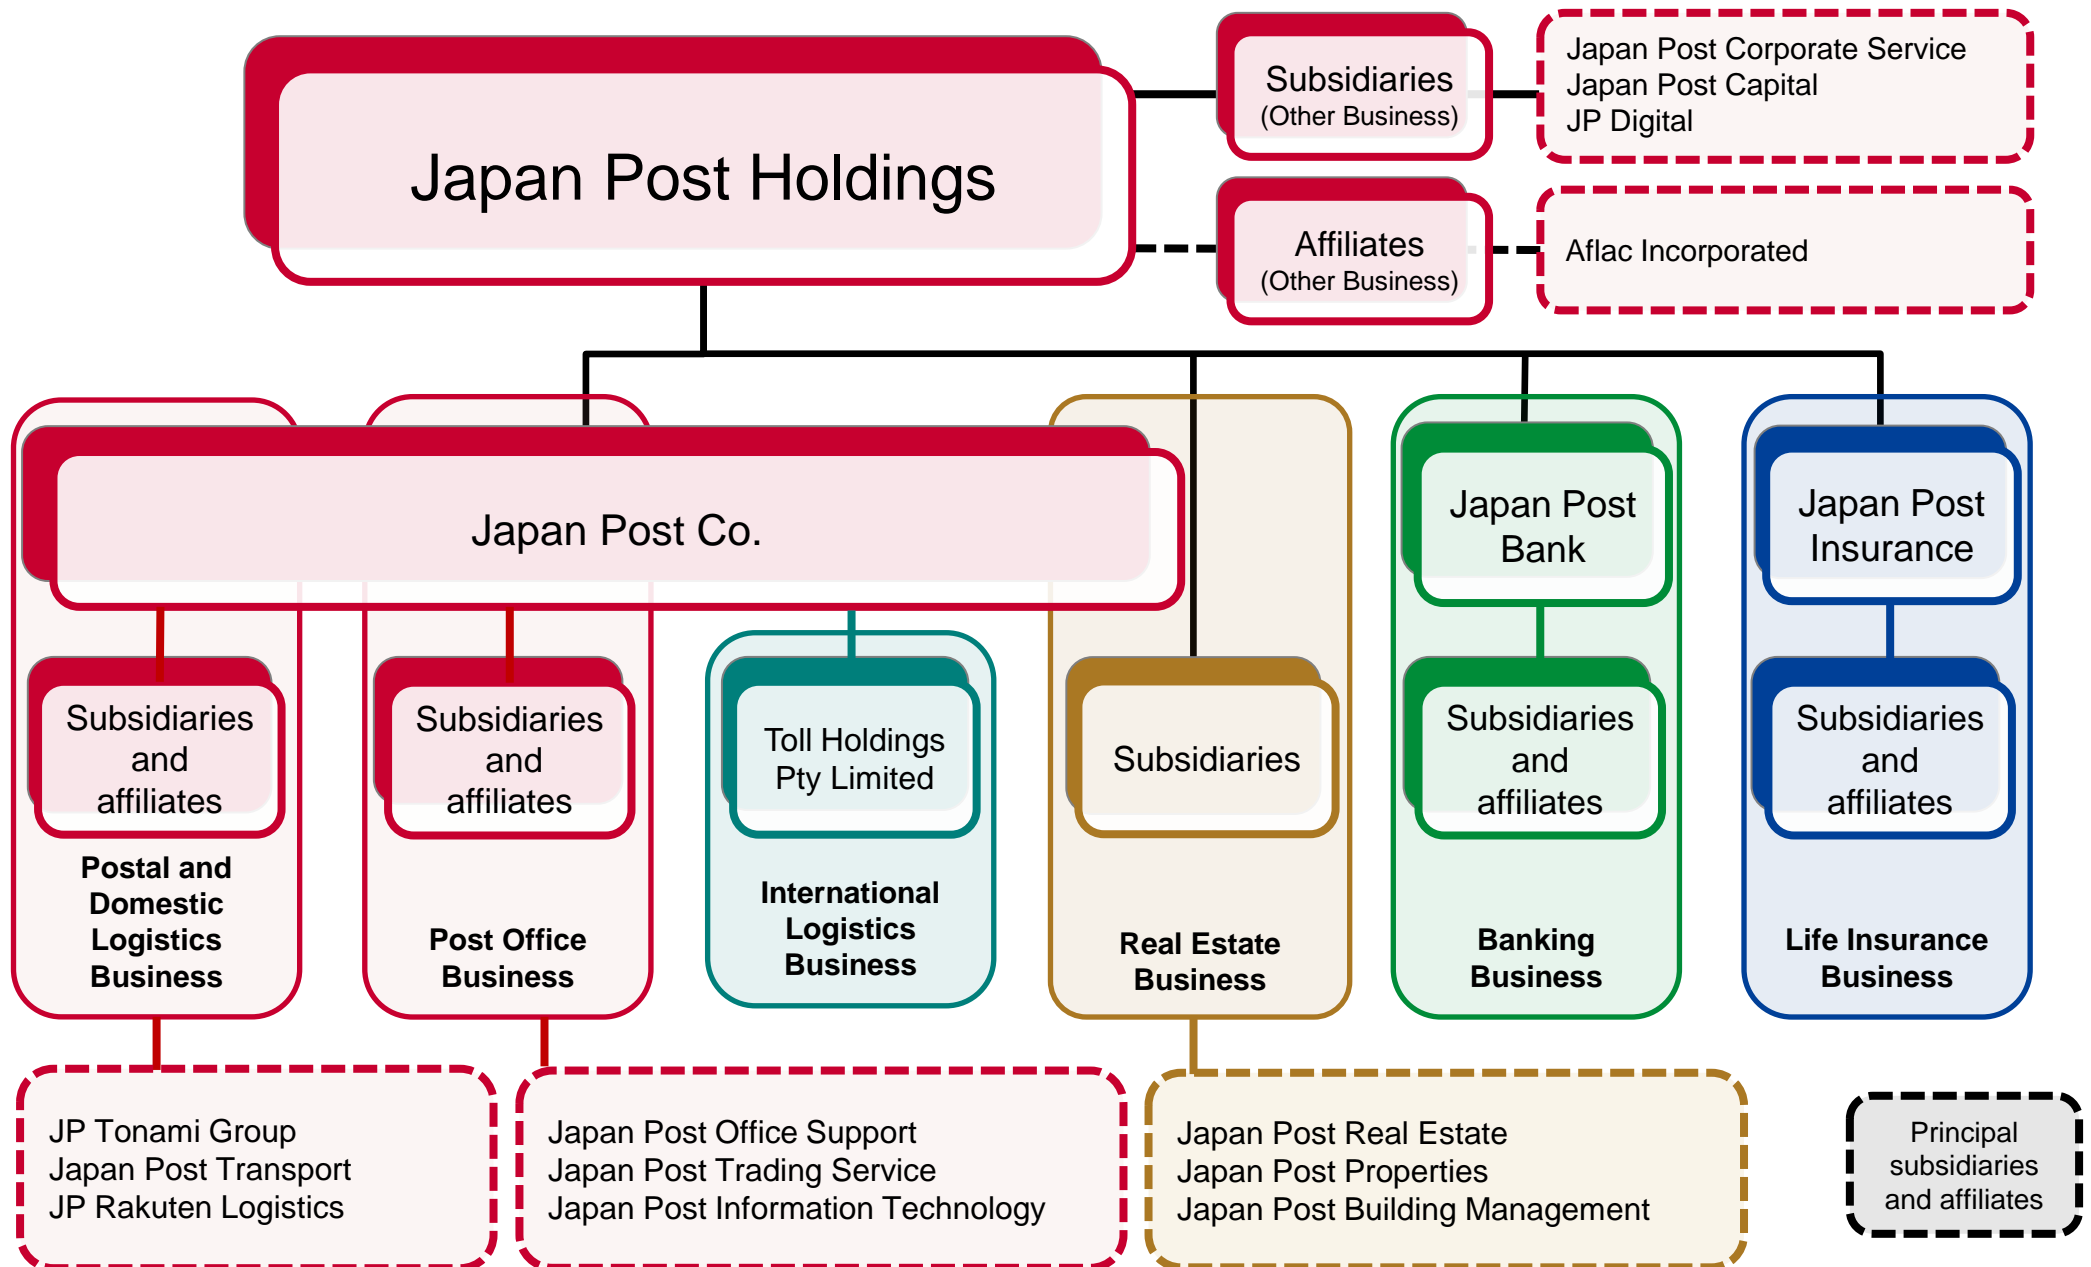 Japan Post Holdings
Subsidiaries
(Other Business)
Japan Post Corporate Service
Japan Post Capital
JP Digital
Affiliates
(Other Business)
Aflac Incorporated
Japan Post Co.
Japan Post
Bank
Japan Post
Insurance
Subsidiaries
and
affiliates
Postal and
Domestic
Logistics
Business
Subsidiaries
and
affiliates
Post Office
Business
Toll Holdings
Pty Limited
International
Logistics
Business
Subsidiaries
Real Estate
Business
Subsidiaries
and
affiliates
Banking
Business
Subsidiaries
and
affiliates
Life Insurance
Business
JP Tonami Group
Japan Post Transport
JP Rakuten Logistics
Japan Post Office Support
Japan Post Trading Service
Japan Post Information Technology
Japan Post Real Estate
Japan Post Properties
Japan Post Building Management
Principal
subsidiaries
and affiliates